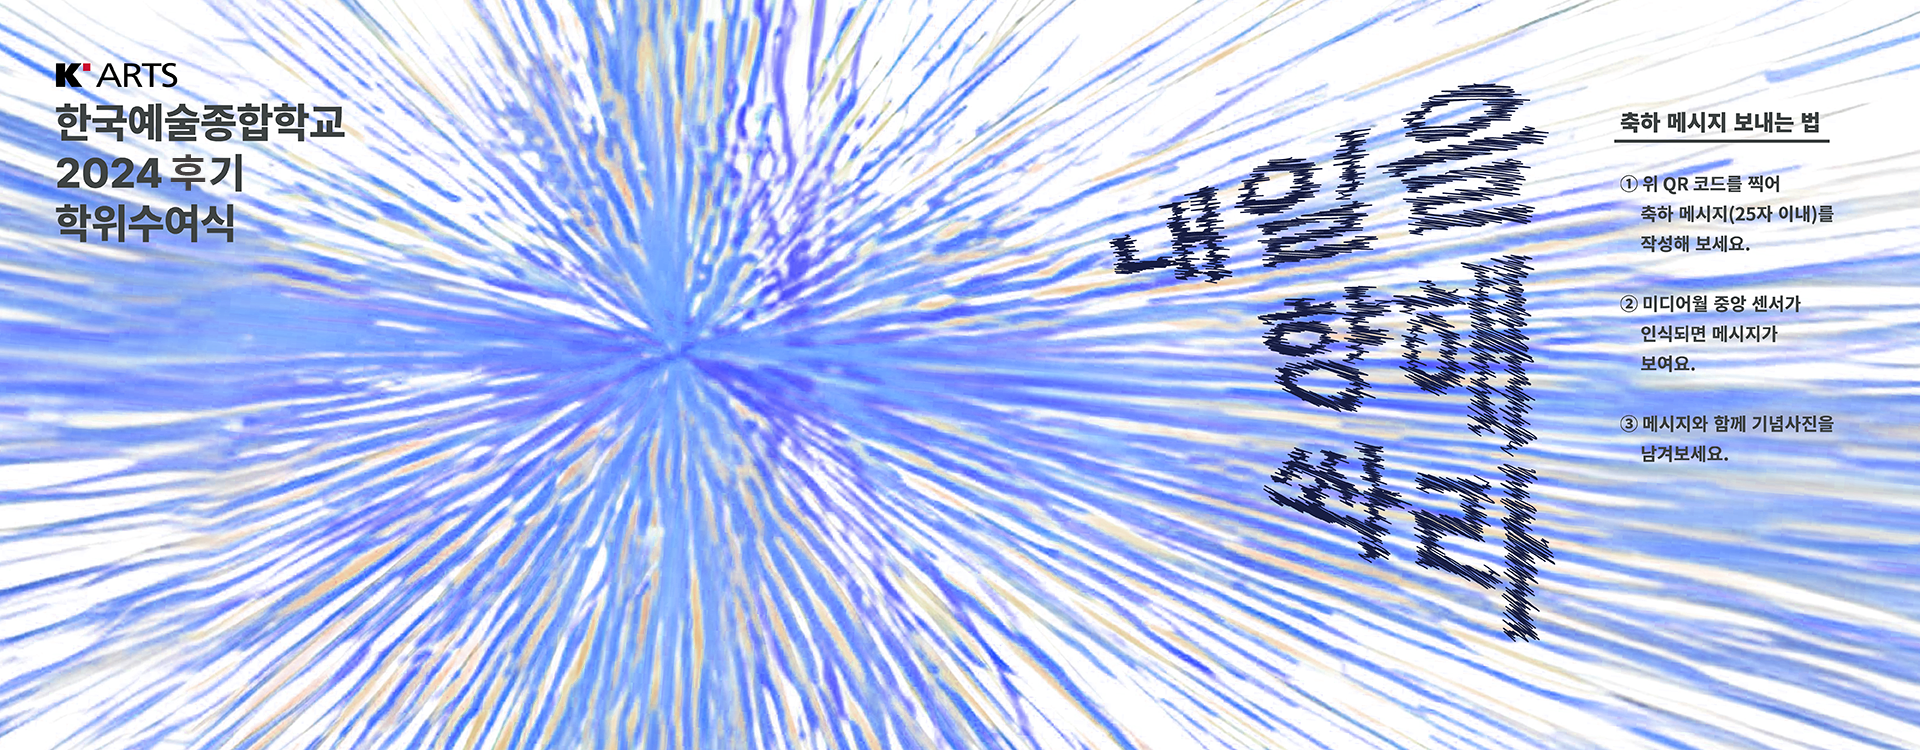 K' ARTS
한국예술종합학교
2024 후기
학위수여식
내일을
향해
쏴리
축하 메시지 보내는 법
① 위 QR 코드를 찍어
축하 메시지(25자 이내)를
작성해 보세요.
② 미디어월 중앙 센서가
인식되면 메시지가
보여요.
③ 메시지와 함께 기념사진을
남겨보세요.